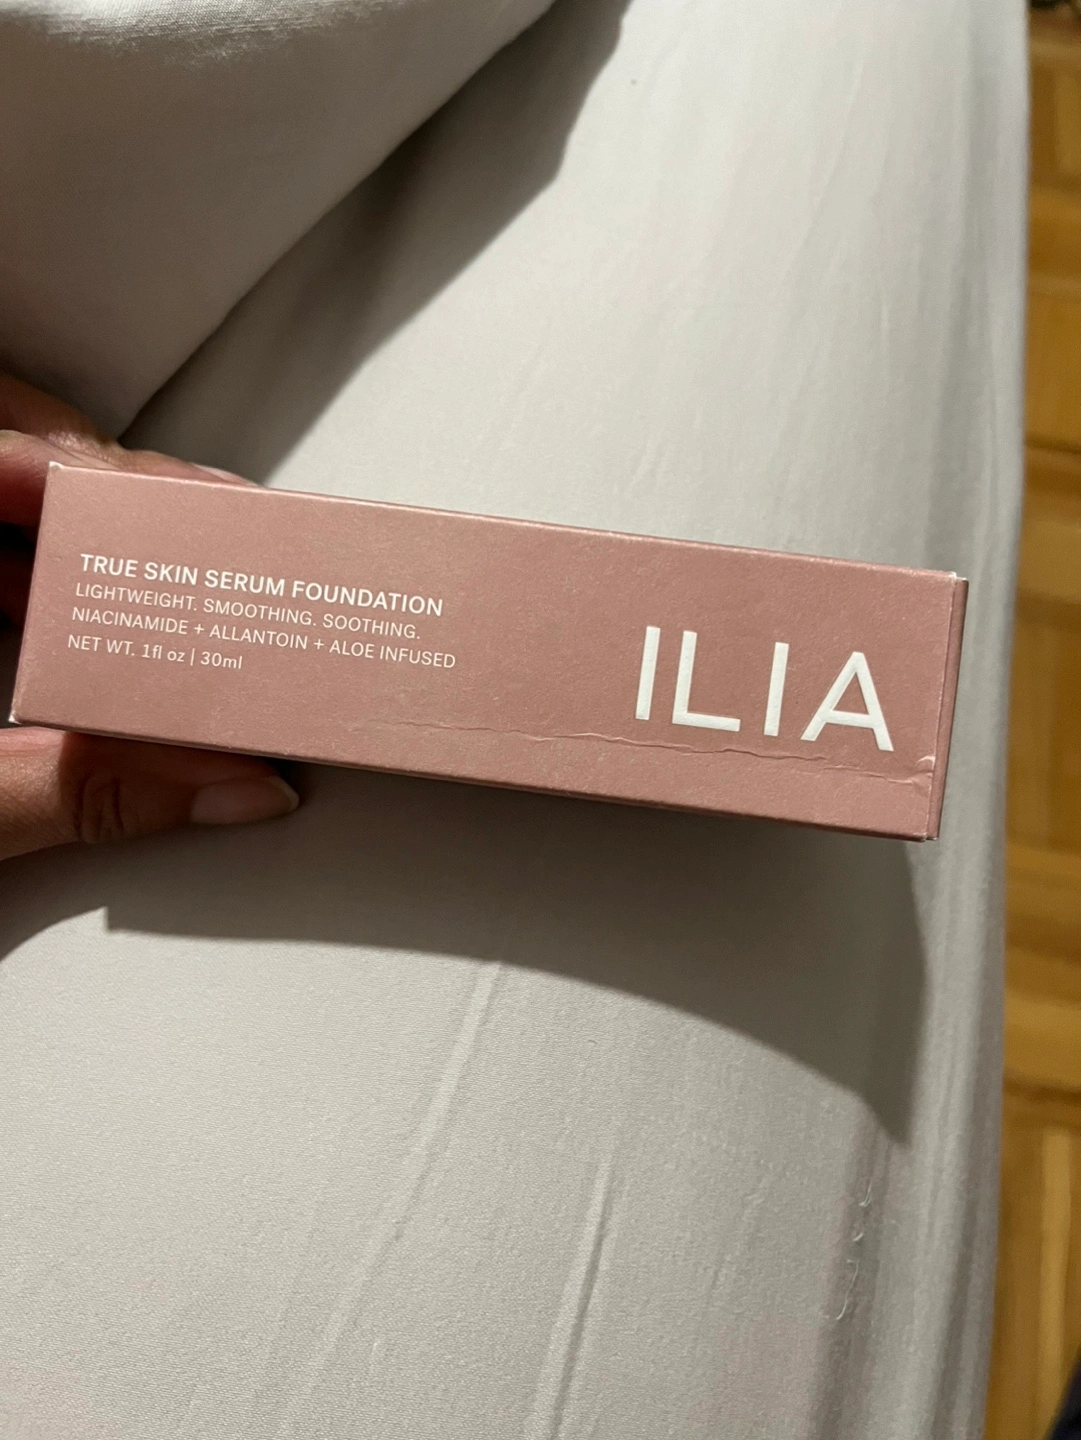 TRUE SKIN SERUM FOUNDATION
LIGHTWEIGHT. SMOOTHING. SOOTHING.
NIACINAMIDE + ALLANTOIN + ALOE INFUSED
NET WT. 1fl oz | 30ml
ILIA